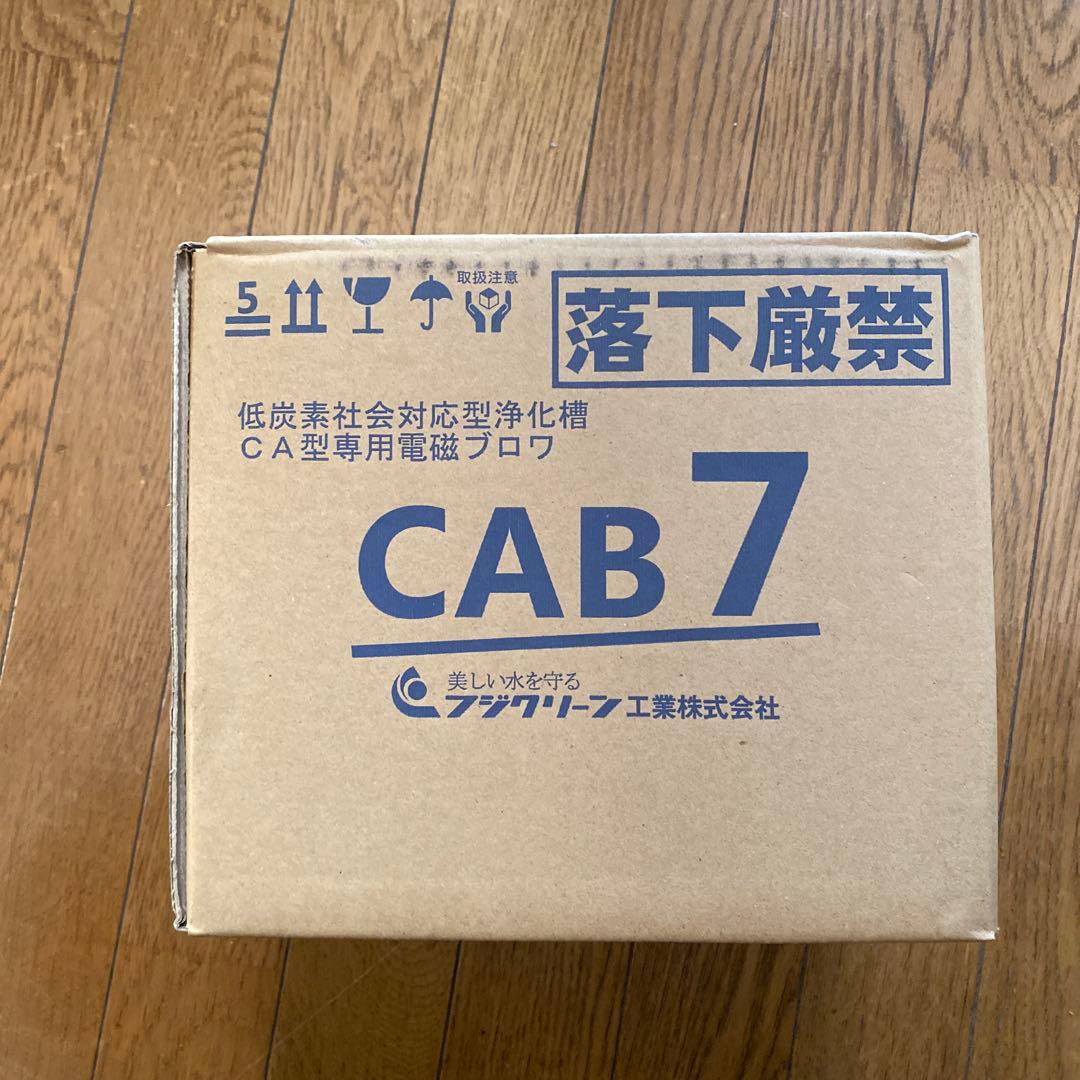 5
取扱注意
落下厳禁
低炭素社会対応型浄化槽
CA型専用電磁ブロワ
CAB7
美しい水を守る
フジクリーン工業株式会社